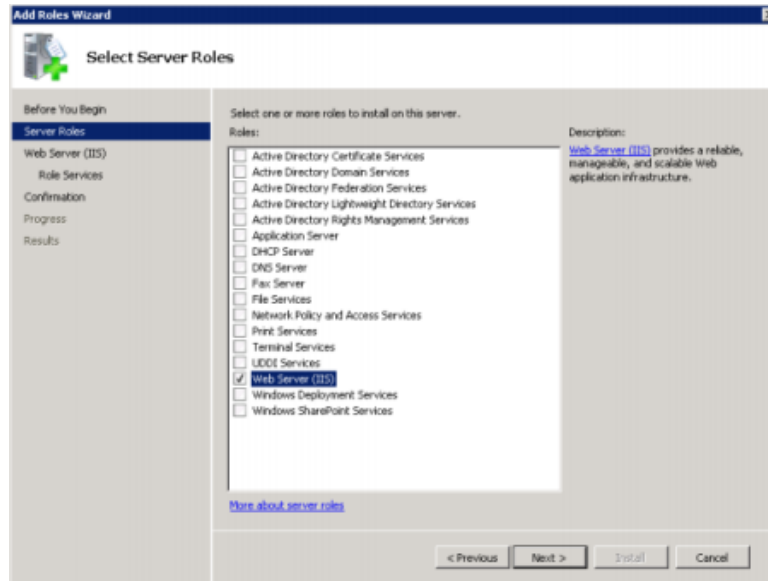 Add Roles Wizard
Select Server Roles
Before You Begin
Server Roles
Web Server (IIS)
Role Services
Confirmation
Progress
Results
Select one or more roles to install on this server.
Roles:
Active Directory Certificate Services
Active Directory Domain Services
Active Directory Federation Services
Active Directory Lightweight Directory Services
Active Directory Rights Management Services
Application Server
DHCP Server
DNS Server
Fax Server
File Services
Network Policy and Access Services
Print Services
Terminal Services
UDDI Services
Web Server (IIS)
Windows Deployment Services
Windows SharePoint Services
More about server roles
Description:
Web Server (IIS) provides a reliable,
manageable, and scalable Web
application infrastructure.
< Previous
Next >
Install
Cancel